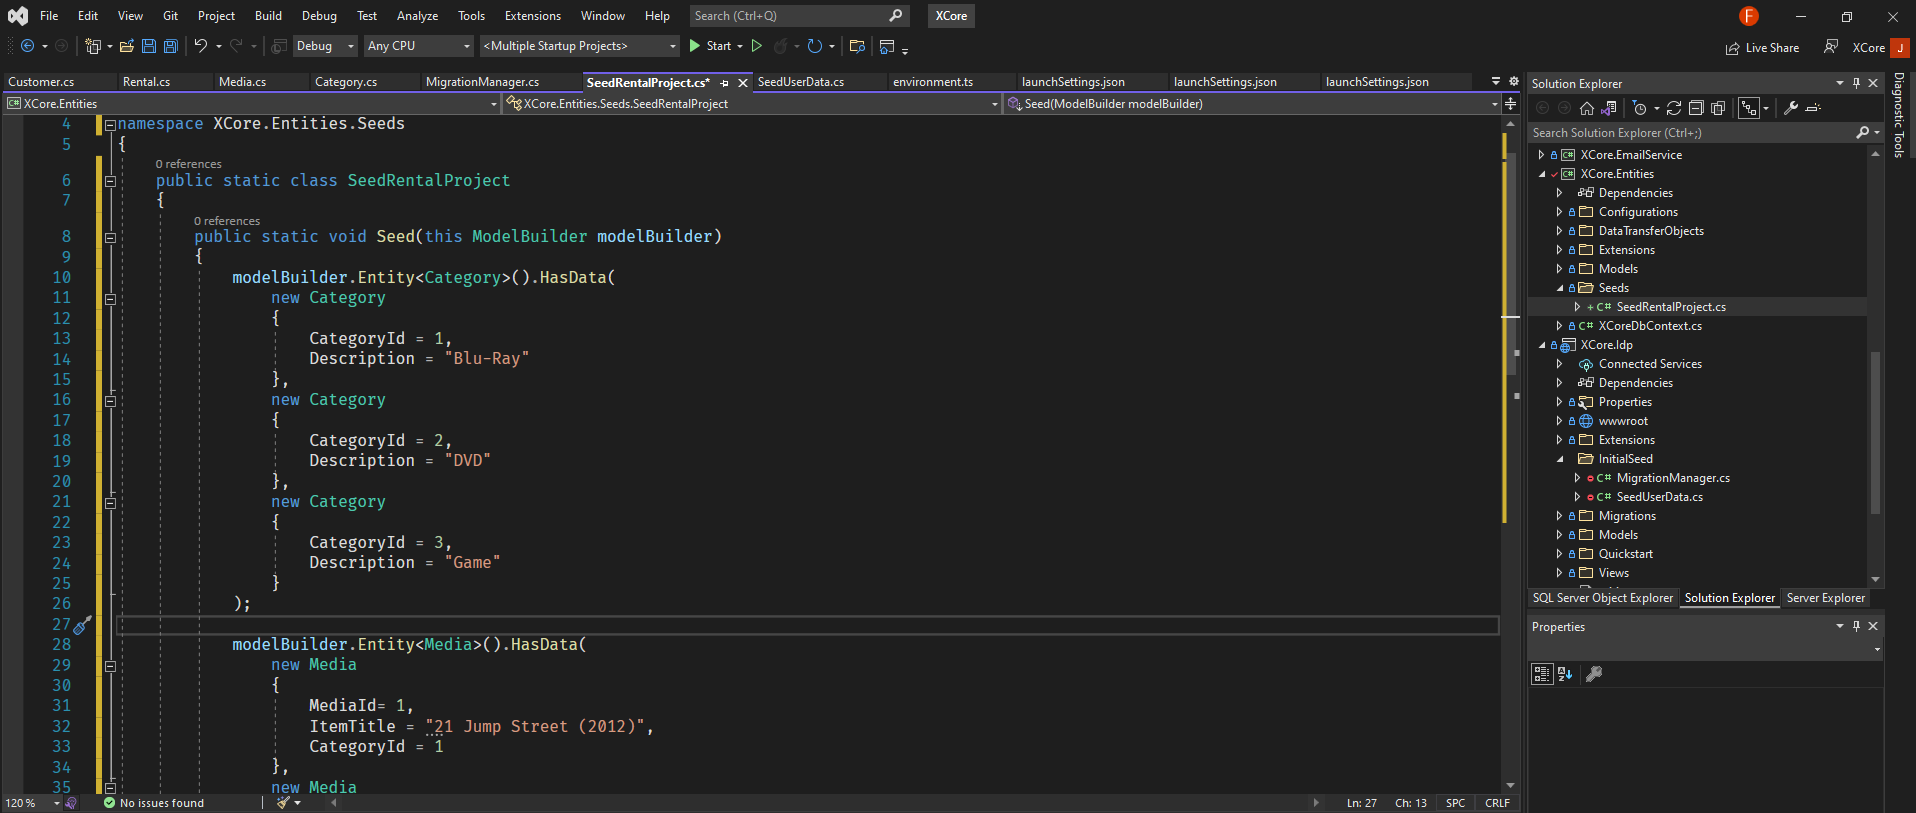 File Edit View Git Project Build Debug Test Analyze Tools Extensions Window Help Search (Ctrl+Q) XCore F
Debug Any CPU <Multiple Startup Projects> Start Live Share XCore J
Customer.cs Rental.cs Media.cs Category.cs MigrationManager.cs SeedRentalProject.cs* SeedUserData.cs environment.ts launchSettings.json launchSettings.json launchSettings.json
C# XCore.Entities XCore.Entities.Seeds.SeedRentalProject Seed(ModelBuilder modelBuilder)
4 namespace XCore.Entities.Seeds
5 {
0 references
6 public static class SeedRentalProject
7 {
0 references
8 public static void Seed(this ModelBuilder modelBuilder)
9 {
10 modelBuilder.Entity<Category>().HasData(
11 new Category
12 {
13 CategoryId = 1,
14 Description = "Blu-Ray"
15 },
16 new Category
17 {
18 CategoryId = 2,
19 Description = "DVD"
20 },
21 new Category
22 {
23 CategoryId = 3,
24 Description = "Game"
25 }
26 );
27
28 modelBuilder.Entity<Media>().HasData(
29 new Media
30 {
31 MediaId= 1,
32 ItemTitle = "21 Jump Street (2012)",
33 CategoryId = 1
34 },
35 new Media
120 % No issues found Ln: 27 Ch: 13 SPC CRLF
Solution Explorer
Search Solution Explorer (Ctrl+;)
C# XCore.EmailService
C# XCore.Entities
Dependencies
Configurations
DataTransferObjects
Extensions
Models
Seeds
C# SeedRentalProject.cs
C# XCoreDbContext.cs
XCore.Idp
Connected Services
Dependencies
Properties
wwwroot
Extensions
InitialSeed
C# MigrationManager.cs
C# SeedUserData.cs
Migrations
Models
Quickstart
Views
SQL Server Object Explorer Solution Explorer Server Explorer
Properties
Diagnostic Tools